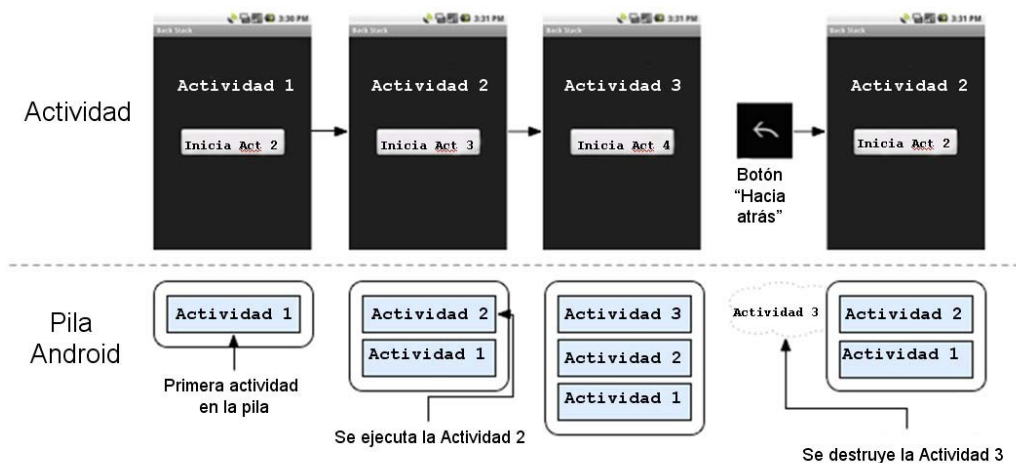 3:30 PM
3:31 PM
3:31 PM
3:31 PM
Back Stack
Back Stack
Back Stack
Back Stack
Actividad
Actividad 1
Actividad 2
Actividad 3
Actividad 2
Inicia Act 2
Inicia Act 3
Inicia Act 4
Inicia Act 2
Botón
“Hacia
atrás”
Pila
Android
Actividad 1
Primera actividad
en la pila
Actividad 2
Actividad 1
Se ejecuta la Actividad 2
Actividad 3
Actividad 2
Actividad 1
Actividad 3
Actividad 2
Actividad 1
Se destruye la Actividad 3